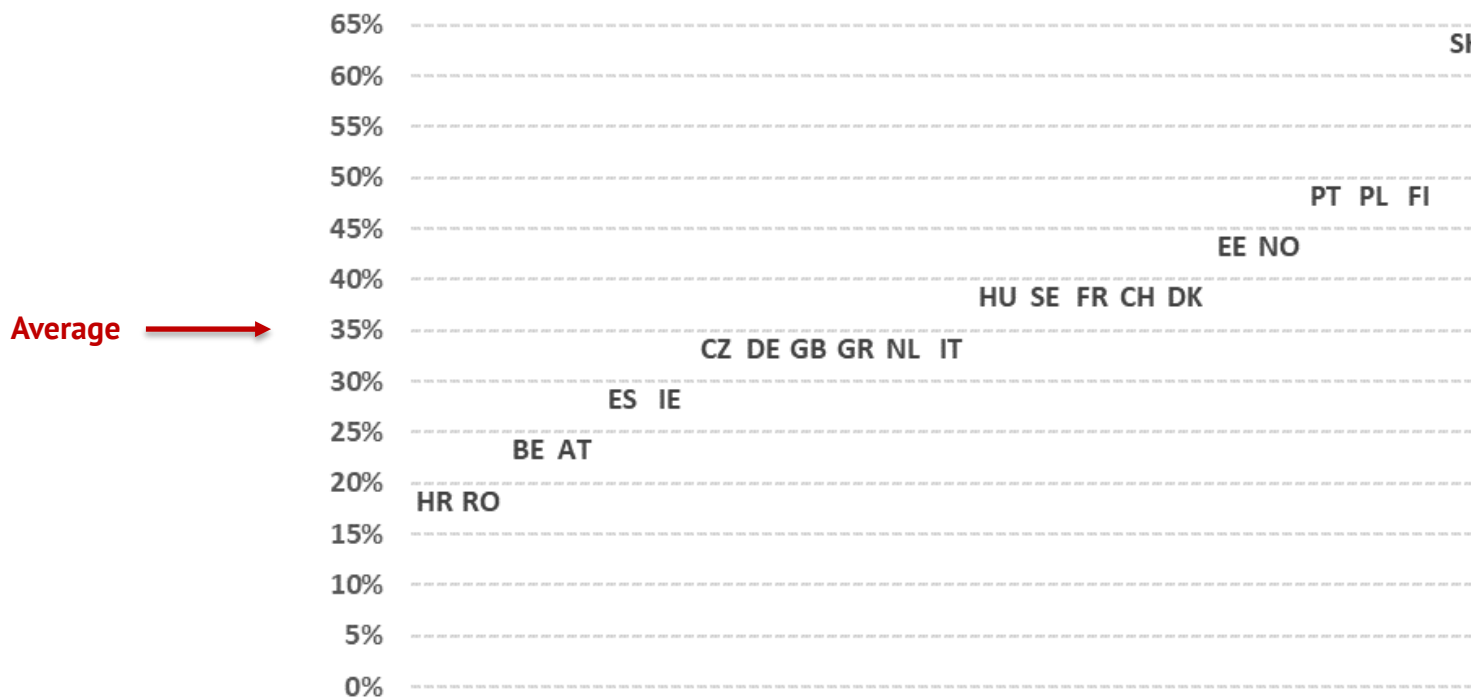 65%
60%
55%
50%
PT PL FI
45%
EE NO
40%
HU SE FR CH DK
Average
35%
CZ DE GB GR NL IT
30%
ES IE
25%
BE AT
20%
HR RO
15%
10%
5%
0%